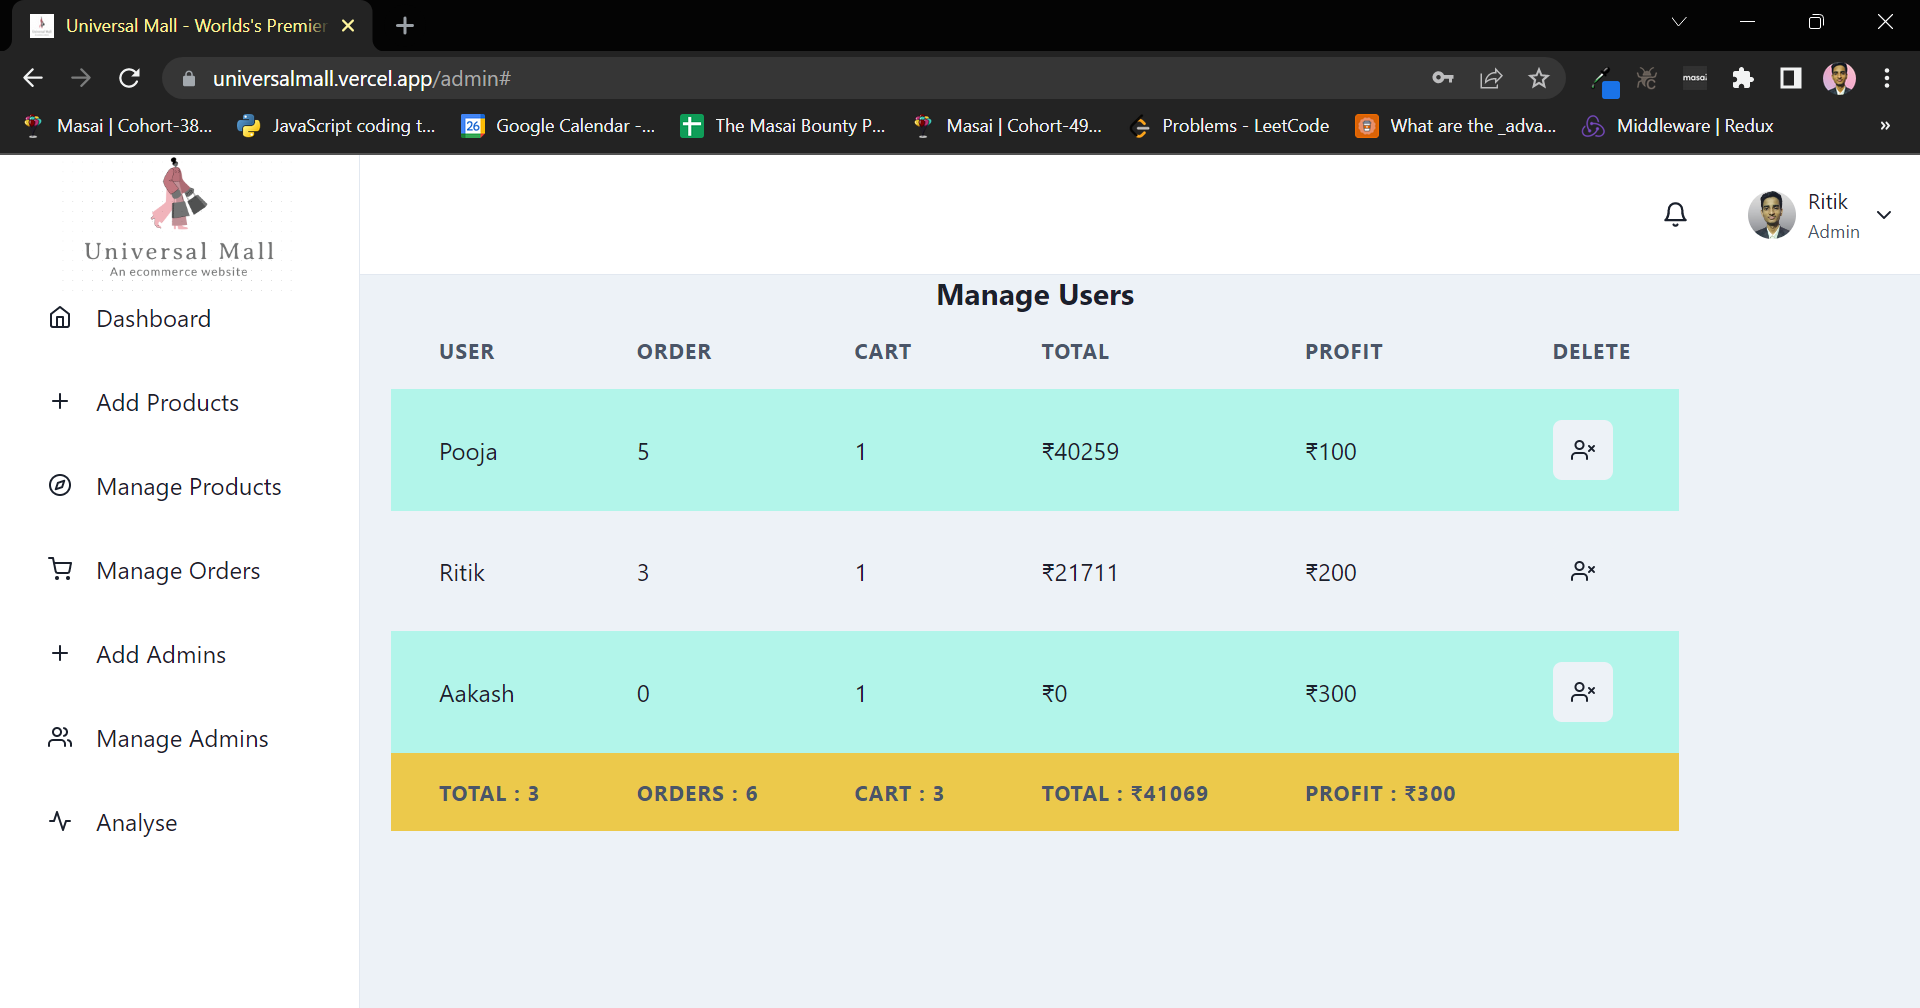 Universal Mall - Worlds's Premier
universalmall.vercel.app/admin#
masai
Masai | Cohort-38...
JavaScript coding t...
26
Google Calendar -...
The Masai Bounty P...
Masai | Cohort-49...
Problems - LeetCode
What are the _adva...
Middleware | Redux
»
Universal Mall
An ecommerce website
Ritik
Admin
Dashboard
Add Products
Manage Products
Manage Orders
Add Admins
Manage Admins
Analyse
Manage Users
USER ORDER CART TOTAL PROFIT DELETE
Pooja 5 1 ₹40259 ₹100
Ritik 3 1 ₹21711 ₹200
Aakash 0 1 ₹0 ₹300
TOTAL : 3 ORDERS : 6 CART : 3 TOTAL : ₹41069 PROFIT : ₹300